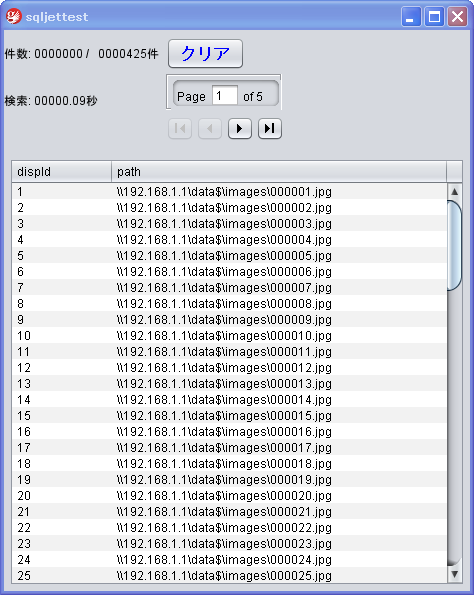 sqljettest
件数: 0000000 / 0000425件 クリア
検索: 00000.09秒
Page 1 of 5
dispId path
1 \\192.168.1.1\data$\images\000001.jpg
2 \\192.168.1.1\data$\images\000002.jpg
3 \\192.168.1.1\data$\images\000003.jpg
4 \\192.168.1.1\data$\images\000004.jpg
5 \\192.168.1.1\data$\images\000005.jpg
6 \\192.168.1.1\data$\images\000006.jpg
7 \\192.168.1.1\data$\images\000007.jpg
8 \\192.168.1.1\data$\images\000008.jpg
9 \\192.168.1.1\data$\images\000009.jpg
10 \\192.168.1.1\data$\images\000010.jpg
11 \\192.168.1.1\data$\images\000011.jpg
12 \\192.168.1.1\data$\images\000012.jpg
13 \\192.168.1.1\data$\images\000013.jpg
14 \\192.168.1.1\data$\images\000014.jpg
15 \\192.168.1.1\data$\images\000015.jpg
16 \\192.168.1.1\data$\images\000016.jpg
17 \\192.168.1.1\data$\images\000017.jpg
18 \\192.168.1.1\data$\images\000018.jpg
19 \\192.168.1.1\data$\images\000019.jpg
20 \\192.168.1.1\data$\images\000020.jpg
21 \\192.168.1.1\data$\images\000021.jpg
22 \\192.168.1.1\data$\images\000022.jpg
23 \\192.168.1.1\data$\images\000023.jpg
24 \\192.168.1.1\data$\images\000024.jpg
25 \\192.168.1.1\data$\images\000025.jpg